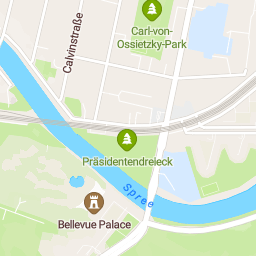 Carl-von-
Ossietzky-Park
Calvinstraße
Präsidentendreieck
Spree
Bellevue Palace